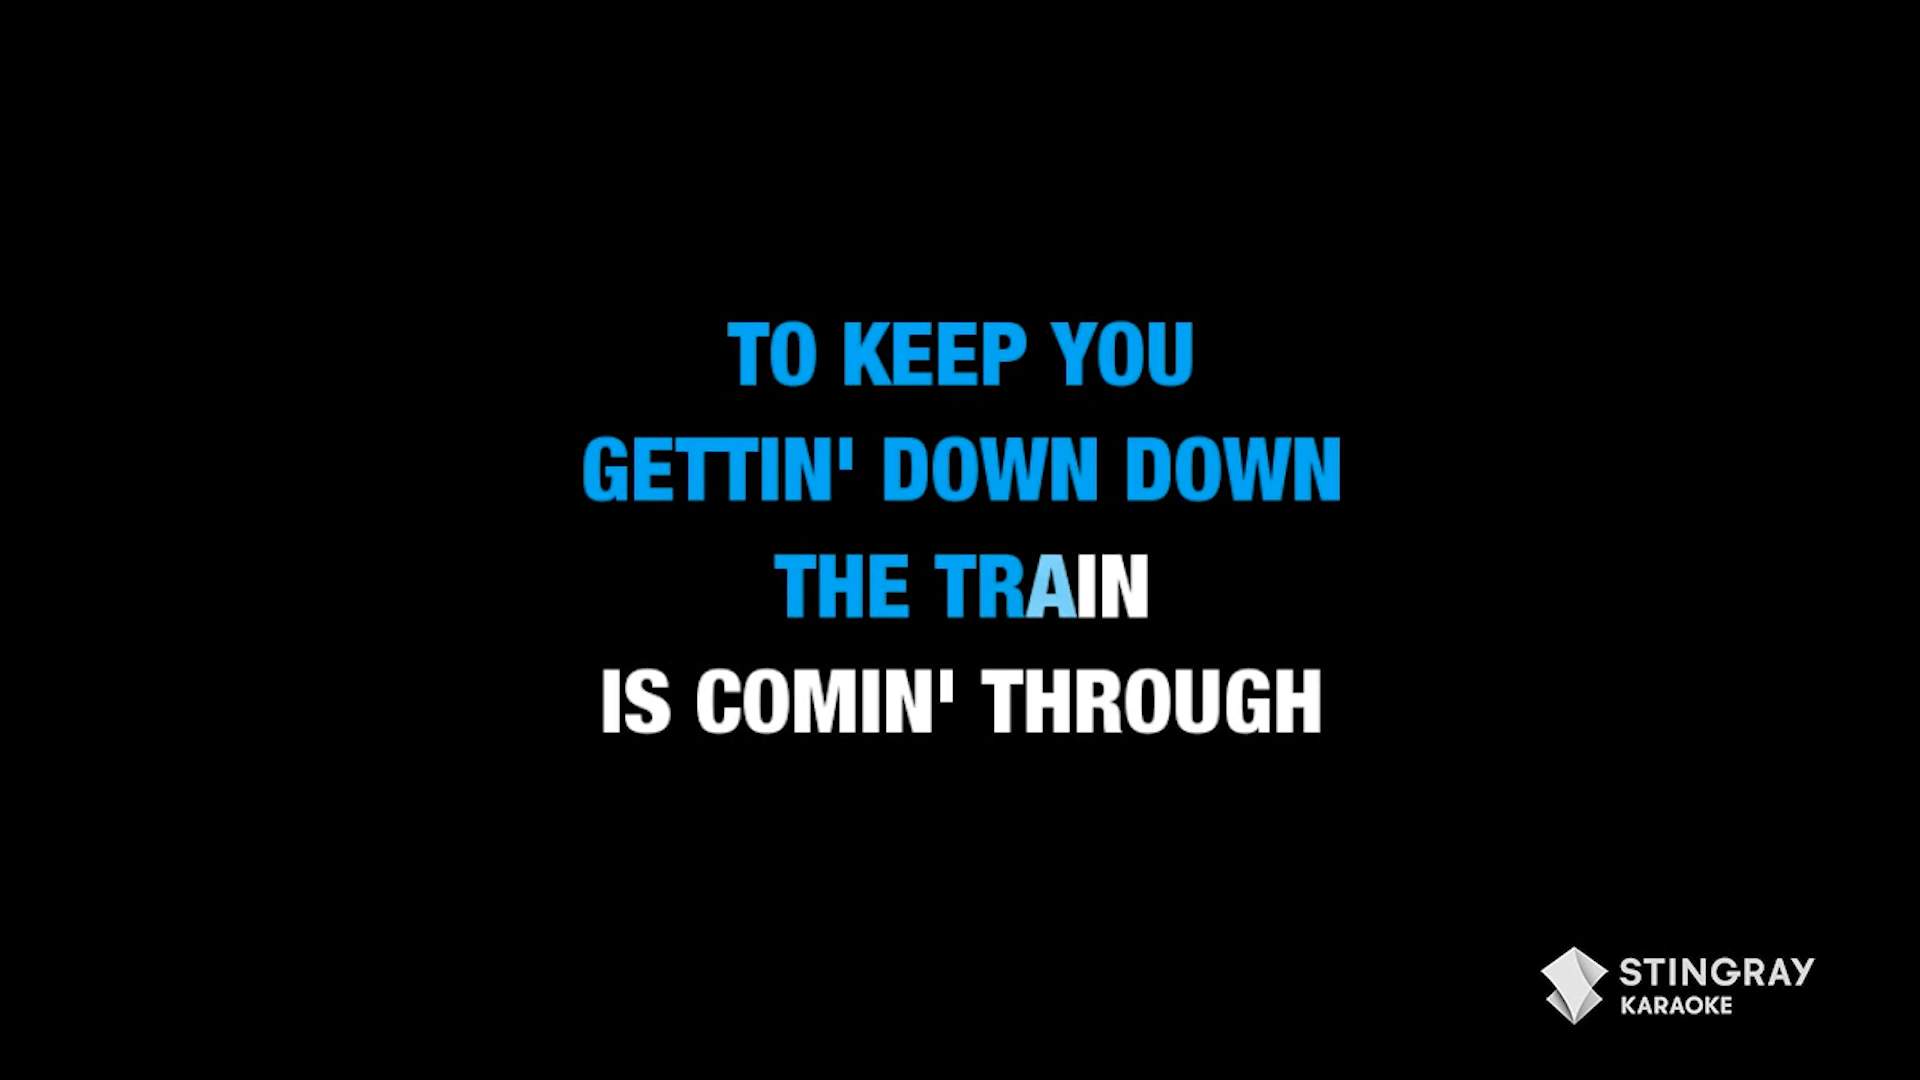 TO KEEP YOU
GETTIN' DOWN DOWN
THE TRAIN
IS COMIN' THROUGH
STINGRAY
KARAOKE